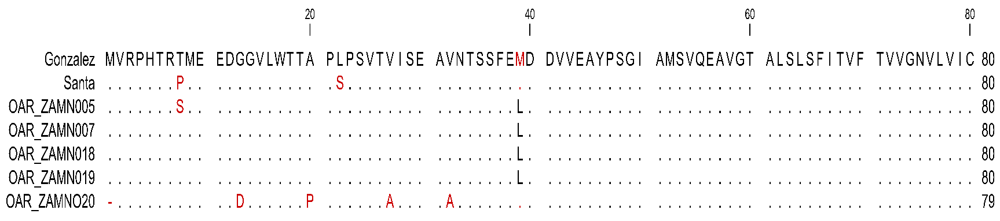 20 40 60 80
Gonzalez MVRPHTRTME EDGGVLWTTA PLPSVTVISE AVNTSSFEMD DVVEAYPSGI AMSVQEAVGT ALSLSFITVF TVVGNVLVIC 80
Santa .......P.. .......... .S........ .......... .......... .......... .......... .......... 80
OAR_ZAMN005 .......S.. .......... .......... ........L. .......... .......... .......... .......... 80
OAR_ZAMN007 .......... .......... .......... ........L. .......... .......... .......... .......... 80
OAR_ZAMN018 .......... .......... .......... ........L. .......... .......... .......... .......... 80
OAR_ZAMN019 .......... .......... .......... ........L. .......... .......... .......... .......... 80
OAR_ZAMNO20 -......... ..D......P ......A... .A........ .......... .......... .......... .......... 79